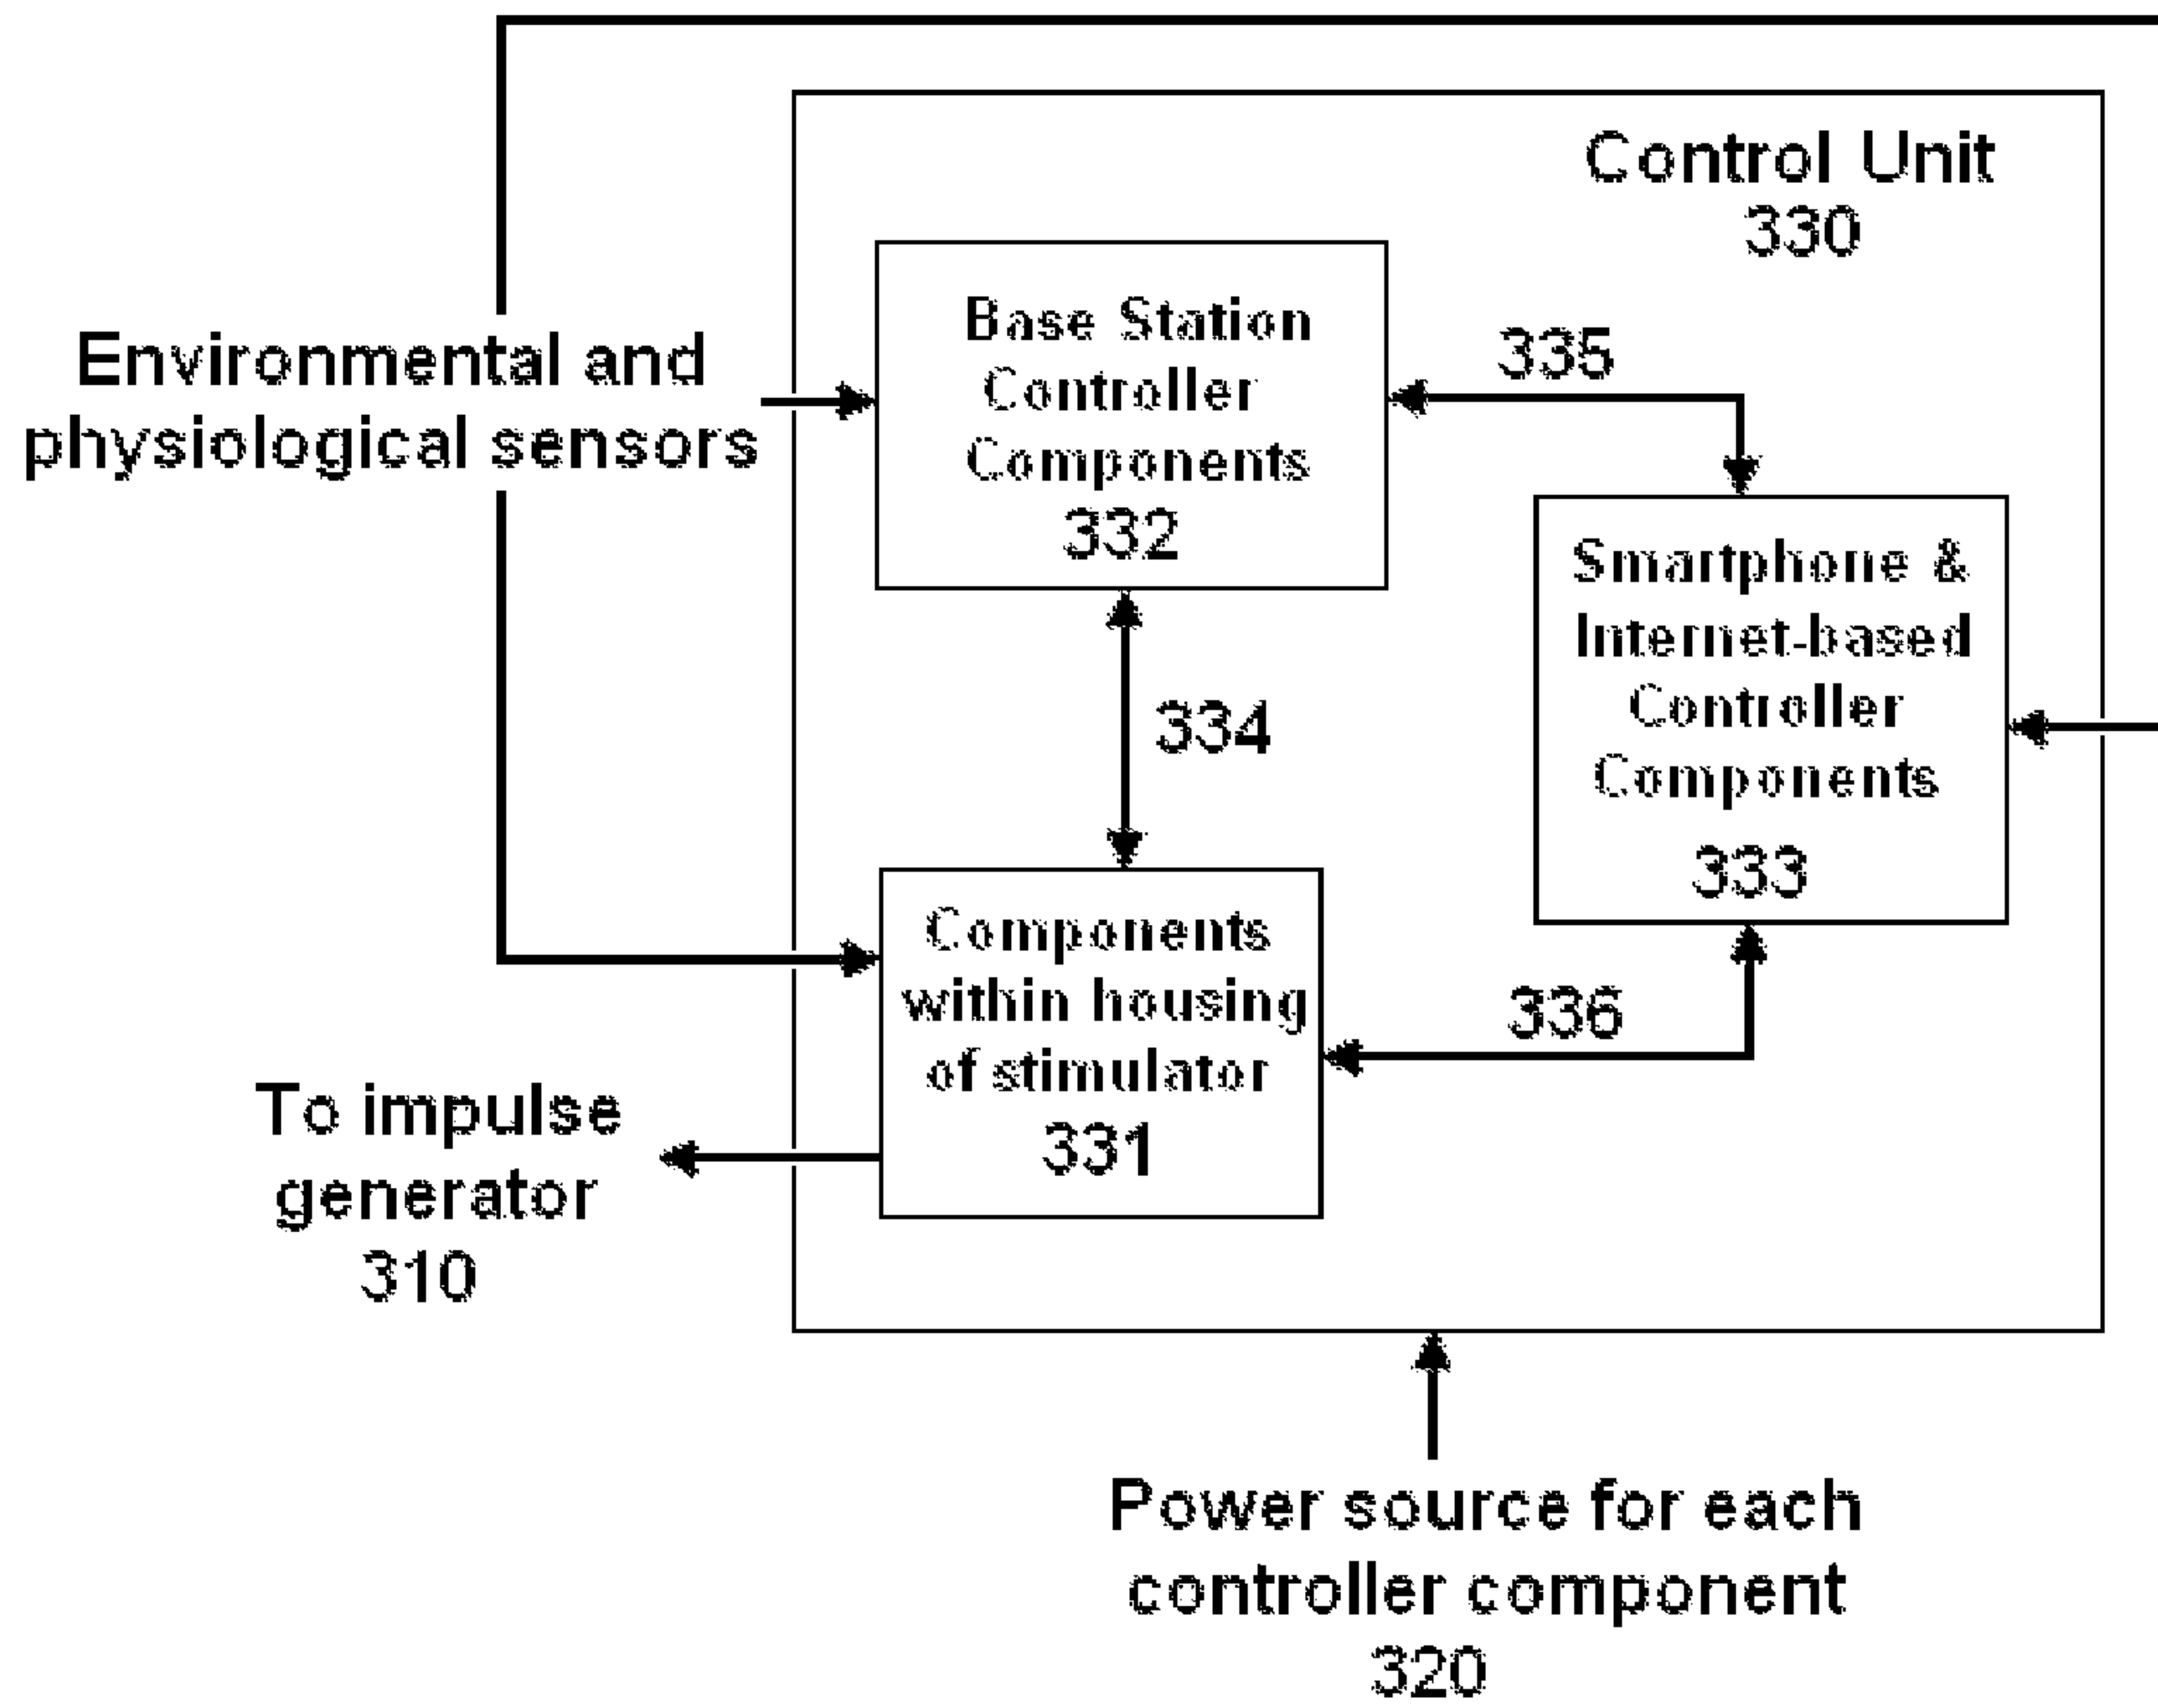 Control Unit
330
Base Station
Controller
Components
332
335
Environmental and
physiological sensors
Smartphone &
Internet-based
Controller
Components
333
334
Components
within housing
of stimulator
331
336
To impulse
generator
310
Power source for each
controller component
320